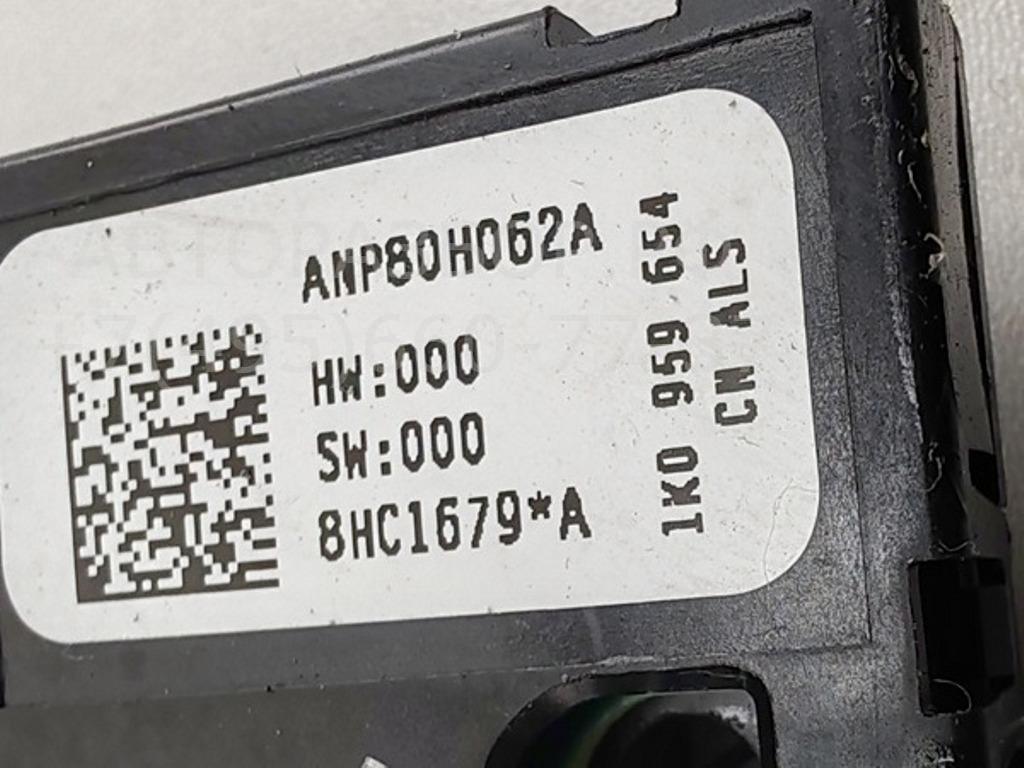 ANP80H062A
HW:000
SW:000
8HC1679*A
1K0 959 654
CN ALS